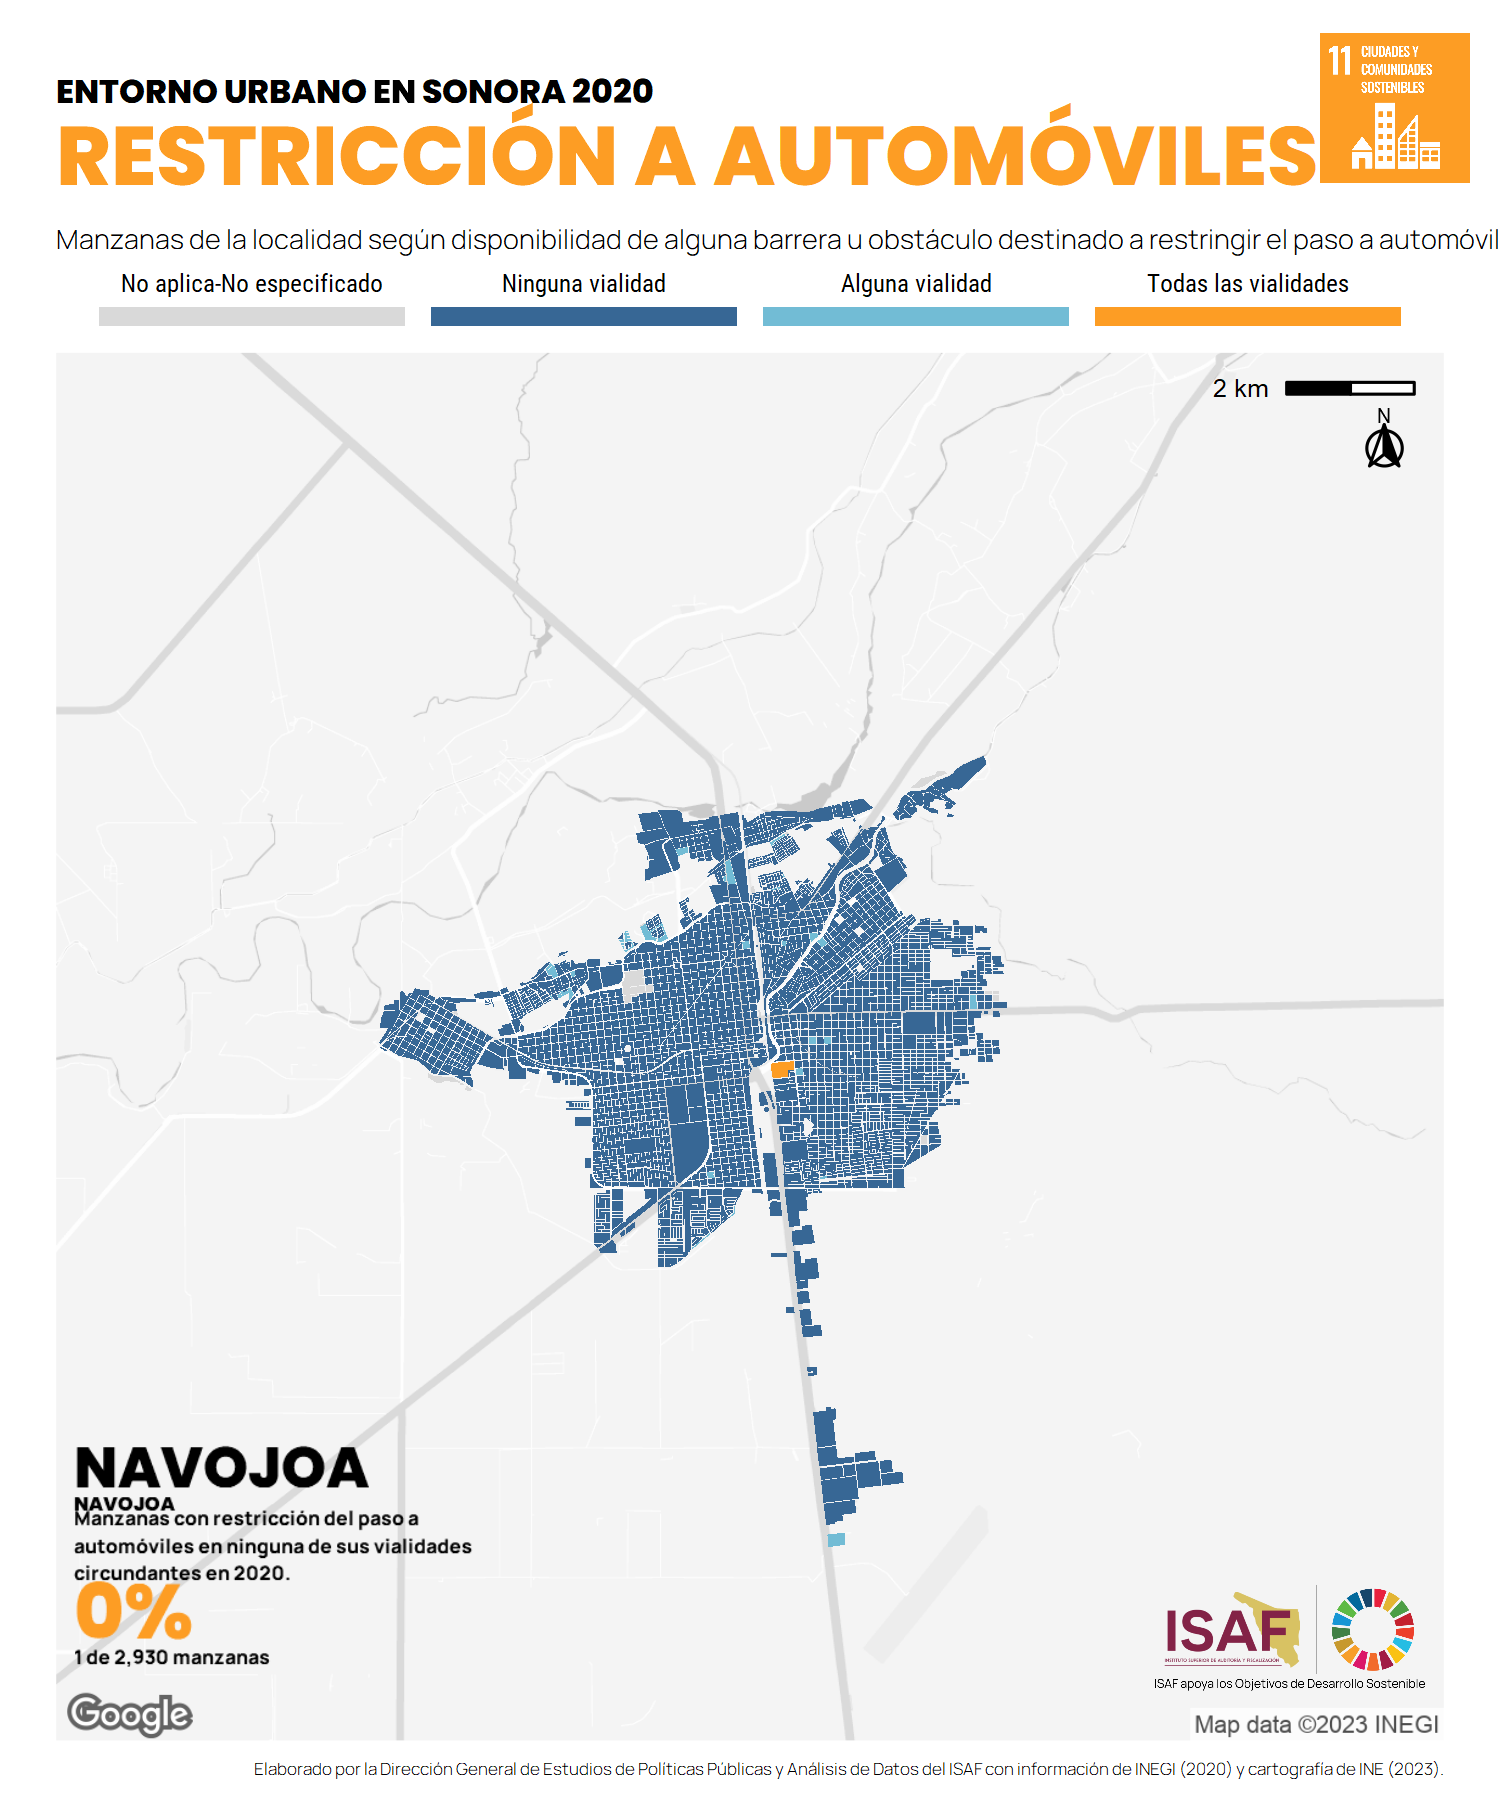 ENTORNO URBANO EN SONORA 2020
RESTRICCIÓN A AUTOMÓVILES
11 CIUDADES Y
COMUNIDADES
SOSTENIBLES
Manzanas de la localidad según disponibilidad de alguna barrera u obstáculo destinado a restringir el paso a automóvil
No aplica-No especificado
Ninguna vialidad
Alguna vialidad
Todas las vialidades
2 km
N
NAVOJOA
NAVOJOA
Manzanas con restricción del paso a
automóviles en ninguna de sus vialidades
circundantes en 2020.
0%
1 de 2,930 manzanas
Google
ISAF
INSTITUTO SUPERIOR DE AUDITORÍA Y FISCALIZACIÓN
ISAF apoya los Objetivos de Desarrollo Sostenible
Map data ©2023 INEGI
Elaborado por la Dirección General de Estudios de Políticas Públicas y Análisis de Datos del ISAF con información de INEGI (2020) y cartografía de INE (2023).